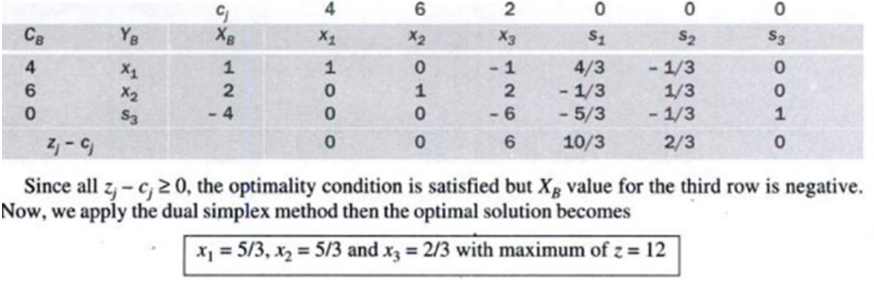 c_j 4 6 2 0 0 0
C_B Y_B X_B x_1 x_2 x_3 s_1 s_2 s_3
4 x_1 1 1 0 - 1 4/3 - 1/3 0
6 x_2 2 0 1 2 - 1/3 1/3 0
0 s_3 - 4 0 0 - 6 - 5/3 - 1/3 1
z_j - c_j 0 0 6 10/3 2/3 0
Since all z_j - c_j ≥ 0, the optimality condition is satisfied but X_B value for the third row is negative.
Now, we apply the dual simplex method then the optimal solution becomes
x_1 = 5/3, x_2 = 5/3 and x_3 = 2/3 with maximum of z = 12